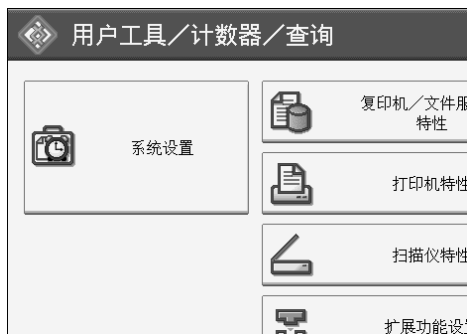 用户工具／计数器／查询
系统设置
复印机／文件服
特性
打印机特性
扫描仪特性
扩展功能设